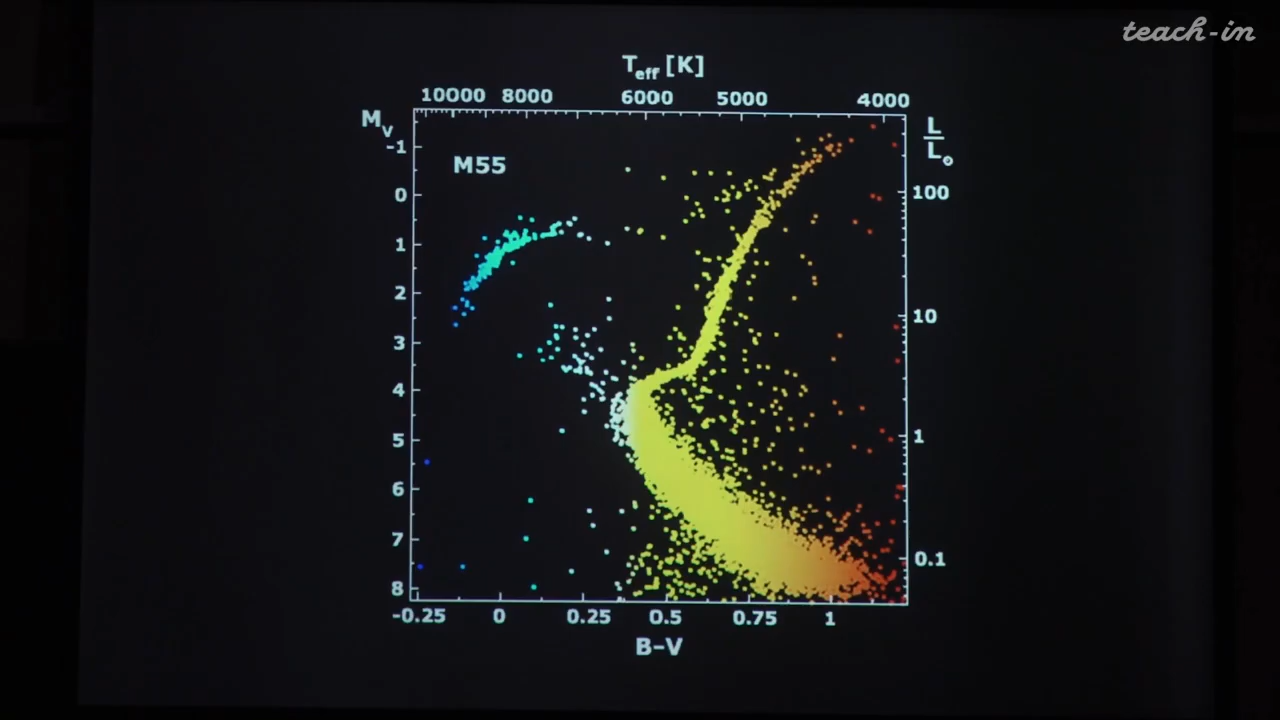 teach-in
T_eff [K]
10000 8000 6000 5000 4000
M_V
L/L_⊙
M55
-1
0
1
2
3
4
5
6
7
8
100
10
1
0.1
-0.25 0 0.25 0.5 0.75 1
B-V